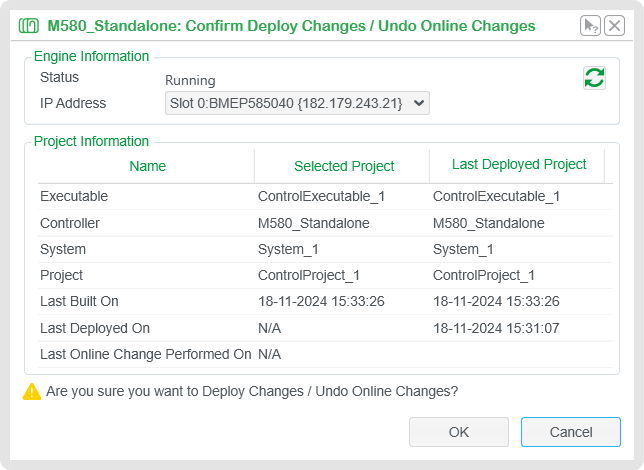 M580_Standalone: Confirm Deploy Changes / Undo Online Changes
Engine Information
Status Running
IP Address Slot 0:BMEP585040 {182.179.243.21}
Project Information
Name Selected Project Last Deployed Project
Executable ControlExecutable_1 ControlExecutable_1
Controller M580_Standalone M580_Standalone
System System_1 System_1
Project ControlProject_1 ControlProject_1
Last Built On 18-11-2024 15:33:26 18-11-2024 15:33:26
Last Deployed On N/A 18-11-2024 15:31:07
Last Online Change Performed On N/A
Are you sure you want to Deploy Changes / Undo Online Changes?
OK Cancel